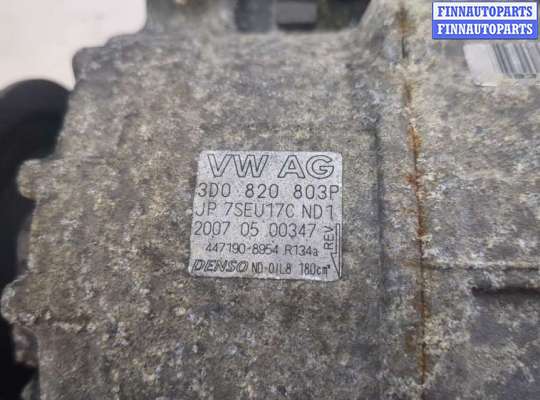 FINNAUTOPARTS
FINNAUTOPARTS
FINNAUTOPARTS
VW AG
3D0 820 803P
JP 7SEU17C ND1
2007 05 00347
REV
447190-8954 R134a
DENSO ND-OIL8 180cm³